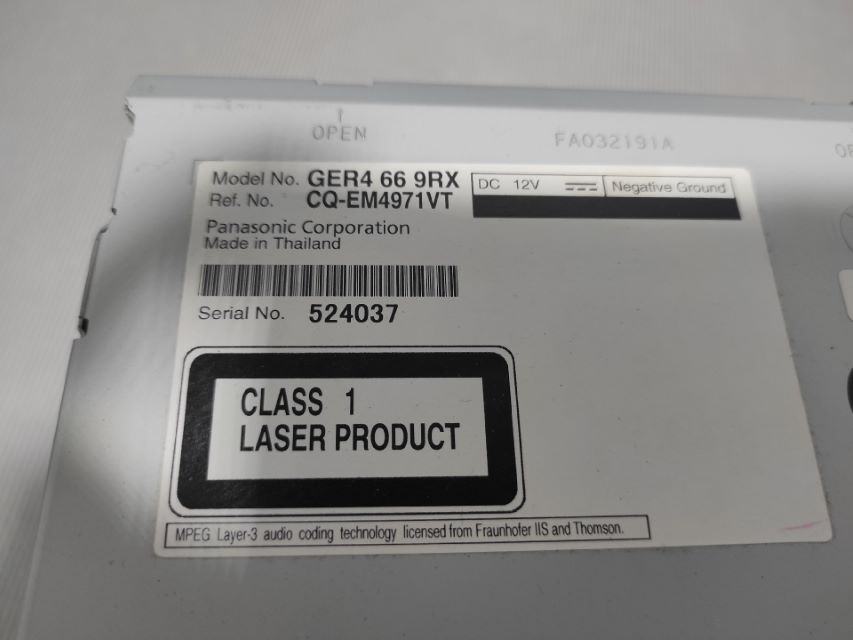 OPEN
FA032191A
Model No. GER4 66 9RX
DC 12V Negative Ground
Ref. No. CQ-EM4971VT
Panasonic Corporation
Made in Thailand
Serial No. 524037
CLASS 1
LASER PRODUCT
MPEG Layer-3 audio coding technology licensed from Fraunhofer IIS and Thomson.